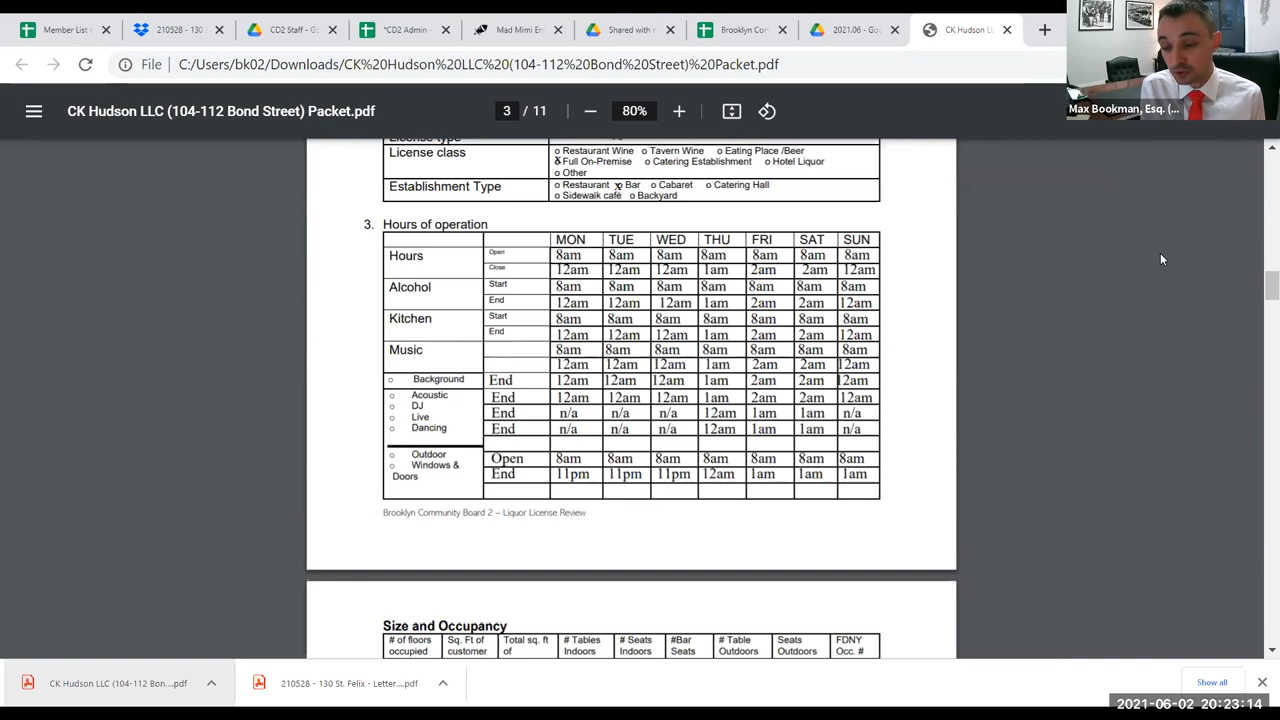 Member List
210528 - 130
CD2 Staff - Go
*CD2 Admin -
Mad Mimi Em
Shared with m
Brooklyn Com
2021.06 - Goo
CK Hudson LL
File
C:/Users/bk02/Downloads/CK%20Hudson%20LLC%20(104-112%20Bond%20Street)%20Packet.pdf
Max Bookman, Esq. (...
CK Hudson LLC (104-112 Bond Street) Packet.pdf
3 / 11
80%
License type
License class
o Restaurant Wine o Tavern Wine o Eating Place /Beer
x Full On-Premise o Catering Establishment o Hotel Liquor
o Other
Establishment Type
o Restaurant x Bar o Cabaret o Catering Hall
o Sidewalk café o Backyard
3. Hours of operation
MON TUE WED THU FRI SAT SUN
Hours Open 8am 8am 8am 8am 8am 8am 8am
Close 12am 12am 12am 1am 2am 2am 12am
Alcohol Start 8am 8am 8am 8am 8am 8am 8am
End 12am 12am 12am 1am 2am 2am 12am
Kitchen Start 8am 8am 8am 8am 8am 8am 8am
End 12am 12am 12am 1am 2am 2am 12am
Music 8am 8am 8am 8am 8am 8am 8am
12am 12am 12am 1am 2am 2am 12am
o Background End 12am 12am 12am 1am 2am 2am 12am
o Acoustic End 12am 12am 12am 1am 2am 2am 12am
o DJ
End n/a n/a n/a 12am 1am 1am n/a
o Live
o Dancing End n/a n/a n/a 12am 1am 1am n/a
o Outdoor Open 8am 8am 8am 8am 8am 8am 8am
o Windows & Doors End 11pm 11pm 11pm 12am 1am 1am 1am
Brooklyn Community Board 2 – Liquor License Review
Size and Occupancy
# of floors occupied
Sq. Ft of customer
Total sq. ft of
# Tables Indoors
# Seats Indoors
#Bar Seats
# Table Outdoors
Seats Outdoors
FDNY Occ. #
CK Hudson LLC (104-112 Bon....pdf
210528 - 130 St. Felix - Letter....pdf
Show all
2021-06-02 20:23:14